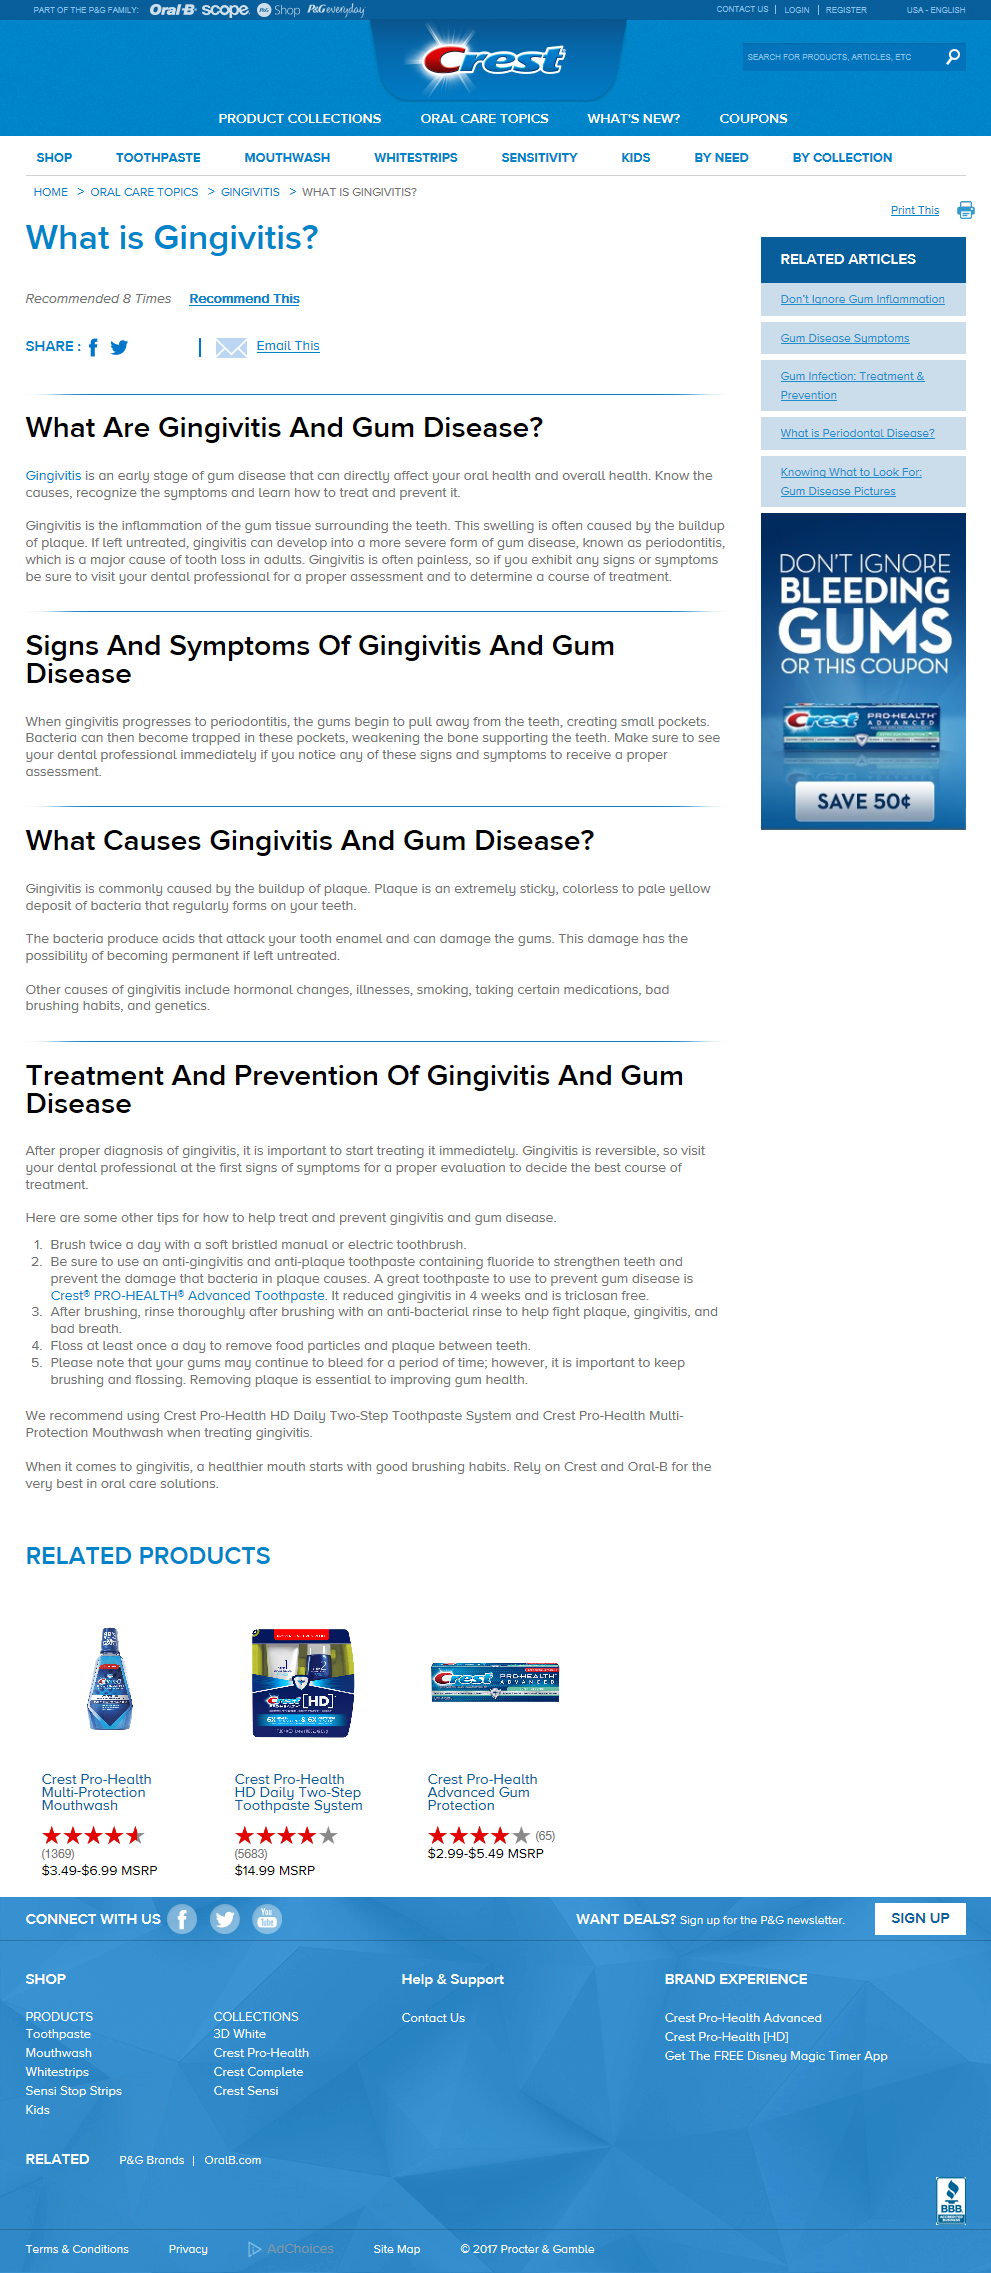 PART OF THE P&G FAMILY: Oral-B scope P&G Shop P&G everyday
CONTACT US | LOGIN | REGISTER USA - ENGLISH
Crest
SEARCH FOR PRODUCTS, ARTICLES, ETC
PRODUCT COLLECTIONS ORAL CARE TOPICS WHAT'S NEW? COUPONS
SHOP TOOTHPASTE MOUTHWASH WHITESTRIPS SENSITIVITY KIDS BY NEED BY COLLECTION
HOME > ORAL CARE TOPICS > GINGIVITIS > WHAT IS GINGIVITIS?
Print This
What is Gingivitis?
Recommended 8 Times Recommend This
SHARE : | Email This
What Are Gingivitis And Gum Disease?
Gingivitis is an early stage of gum disease that can directly affect your oral health and overall health. Know the
causes, recognize the symptoms and learn how to treat and prevent it.
Gingivitis is the inflammation of the gum tissue surrounding the teeth. This swelling is often caused by the buildup
of plaque. If left untreated, gingivitis can develop into a more severe form of gum disease, known as periodontitis,
which is a major cause of tooth loss in adults. Gingivitis is often painless, so if you exhibit any signs or symptoms
be sure to visit your dental professional for a proper assessment and to determine a course of treatment.
Signs And Symptoms Of Gingivitis And Gum
Disease
When gingivitis progresses to periodontitis, the gums begin to pull away from the teeth, creating small pockets.
Bacteria can then become trapped in these pockets, weakening the bone supporting the teeth. Make sure to see
your dental professional immediately if you notice any of these signs and symptoms to receive a proper
assessment.
What Causes Gingivitis And Gum Disease?
Gingivitis is commonly caused by the buildup of plaque. Plaque is an extremely sticky, colorless to pale yellow
deposit of bacteria that regularly forms on your teeth.
The bacteria produce acids that attack your tooth enamel and can damage the gums. This damage has the
possibility of becoming permanent if left untreated.
Other causes of gingivitis include hormonal changes, illnesses, smoking, taking certain medications, bad
brushing habits, and genetics.
Treatment And Prevention Of Gingivitis And Gum
Disease
After proper diagnosis of gingivitis, it is important to start treating it immediately. Gingivitis is reversible, so visit
your dental professional at the first signs of symptoms for a proper evaluation to decide the best course of
treatment.
Here are some other tips for how to help treat and prevent gingivitis and gum disease.
1. Brush twice a day with a soft bristled manual or electric toothbrush.
2. Be sure to use an anti-gingivitis and anti-plaque toothpaste containing fluoride to strengthen teeth and
prevent the damage that bacteria in plaque causes. A great toothpaste to use to prevent gum disease is
Crest® PRO-HEALTH® Advanced Toothpaste. It reduced gingivitis in 4 weeks and is triclosan free.
3. After brushing, rinse thoroughly after brushing with an anti-bacterial rinse to help fight plaque, gingivitis, and
bad breath.
4. Floss at least once a day to remove food particles and plaque between teeth.
5. Please note that your gums may continue to bleed for a period of time; however, it is important to keep
brushing and flossing. Removing plaque is essential to improving gum health.
We recommend using Crest Pro-Health HD Daily Two-Step Toothpaste System and Crest Pro-Health Multi-
Protection Mouthwash when treating gingivitis.
When it comes to gingivitis, a healthier mouth starts with good brushing habits. Rely on Crest and Oral-B for the
very best in oral care solutions.
RELATED ARTICLES
Don't Ignore Gum Inflammation
Gum Disease Symptoms
Gum Infection: Treatment &
Prevention
What is Periodontal Disease?
Knowing What to Look For:
Gum Disease Pictures
DON'T IGNORE
BLEEDING
GUMS
OR THIS COUPON
Crest PRO-HEALTH
ADVANCED
SAVE 50¢
RELATED PRODUCTS
1 2
Crest [HD]
Crest PRO-HEALTH
ADVANCED
Crest Pro-Health
Multi-Protection
Mouthwash
(1369)
$3.49-$6.99 MSRP
Crest Pro-Health
HD Daily Two-Step
Toothpaste System
(5683)
$14.99 MSRP
Crest Pro-Health
Advanced Gum
Protection
(65)
$2.99-$5.49 MSRP
CONNECT WITH US You Tube
WANT DEALS? Sign up for the P&G newsletter. SIGN UP
SHOP
PRODUCTS
Toothpaste
Mouthwash
Whitestrips
Sensi Stop Strips
Kids
COLLECTIONS
3D White
Crest Pro-Health
Crest Complete
Crest Sensi
Help & Support
Contact Us
BRAND EXPERIENCE
Crest Pro-Health Advanced
Crest Pro-Health [HD]
Get The FREE Disney Magic Timer App
RELATED P&G Brands | OralB.com
BBB
ACCREDITED
BUSINESS
Terms & Conditions Privacy AdChoices Site Map © 2017 Procter & Gamble